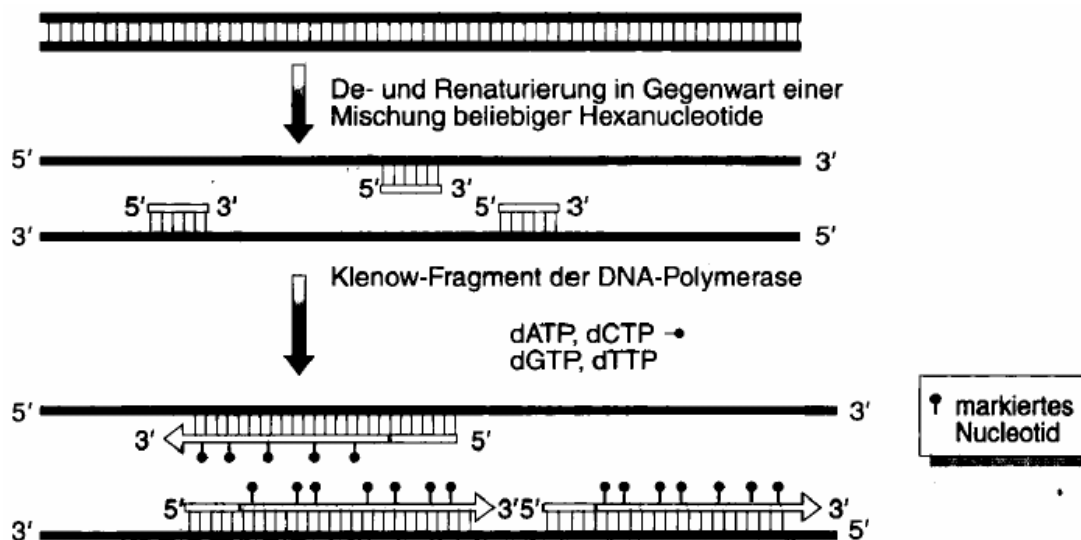 De- und Renaturierung in Gegenwart einer
Mischung beliebiger Hexanucleotide
5′ 3′
5′ 3′
5′ 3′ 5′ 3′
3′ 5′
Klenow-Fragment der DNA-Polymerase
dATP, dCTP
dGTP, dTTP
5′ 3′
3′ 5′
markiertes
Nucleotid
5′ 3′ 5′ 3′
3′ 5′